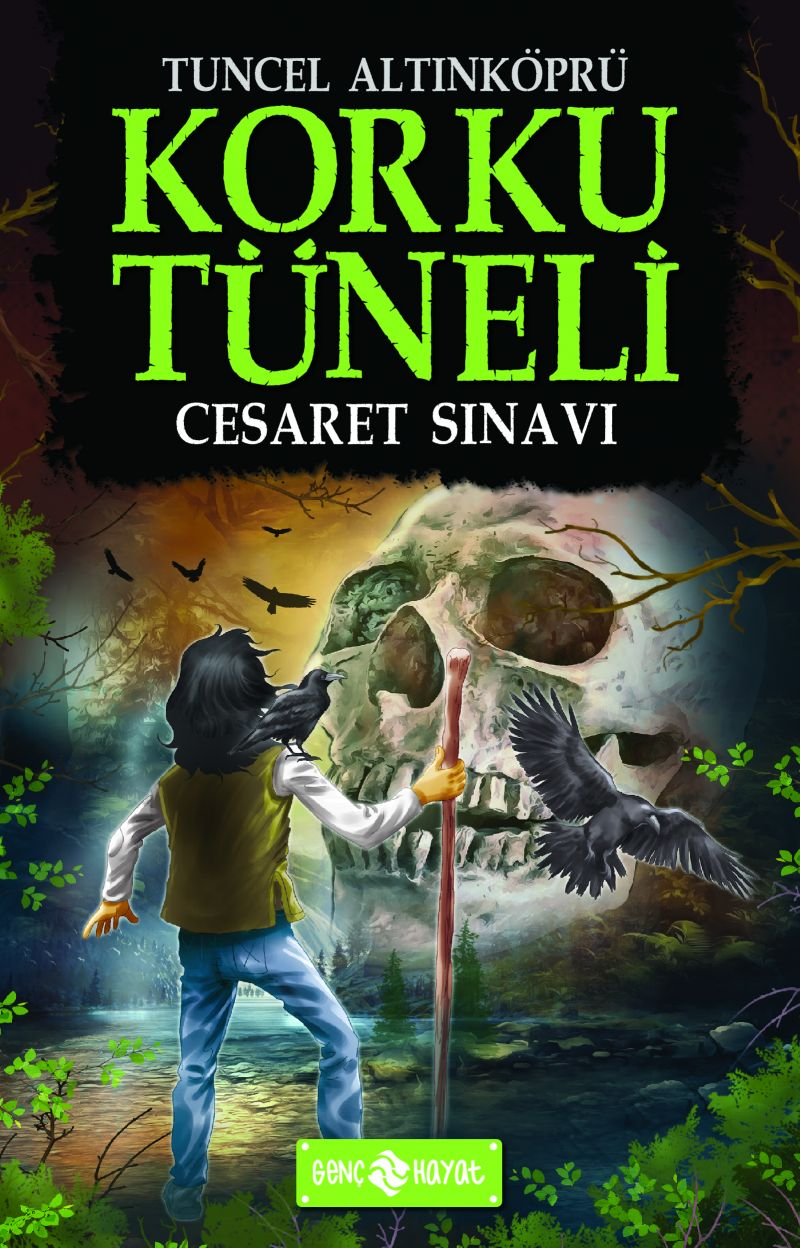 TUNCEL ALTINKÖPRÜ
KORKU
TÜNELİ
CESARET SINAVI
GENÇ HAYAT